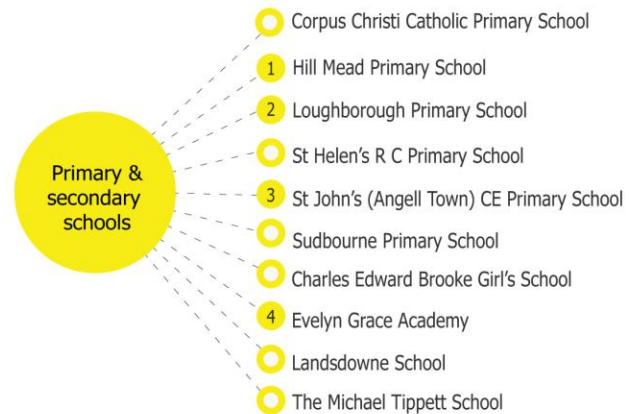 Primary &
secondary
schools
Corpus Christi Catholic Primary School
1 Hill Mead Primary School
2 Loughborough Primary School
St Helen's R C Primary School
3 St John's (Angell Town) CE Primary School
Sudbourne Primary School
Charles Edward Brooke Girl's School
4 Evelyn Grace Academy
Landsdowne School
The Michael Tippett School